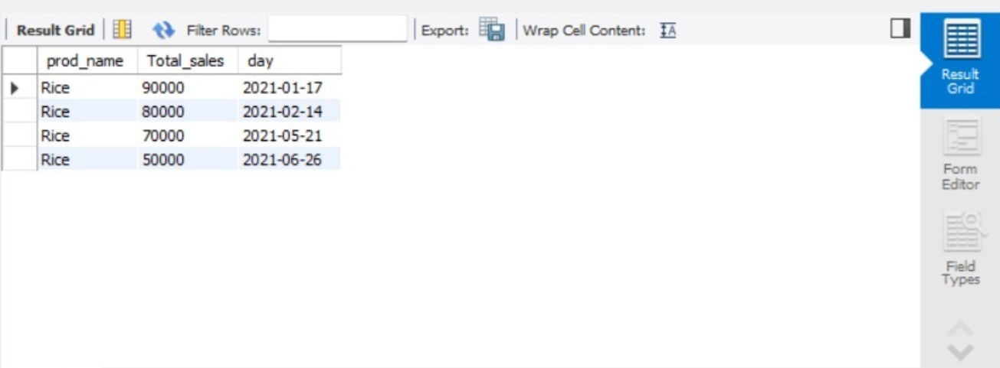 Result Grid Filter Rows: Export: Wrap Cell Content: IA
prod_name Total_sales day
Rice 90000 2021-01-17
Rice 80000 2021-02-14
Rice 70000 2021-05-21
Rice 50000 2021-06-26
Result
Grid
Form
Editor
Field
Types